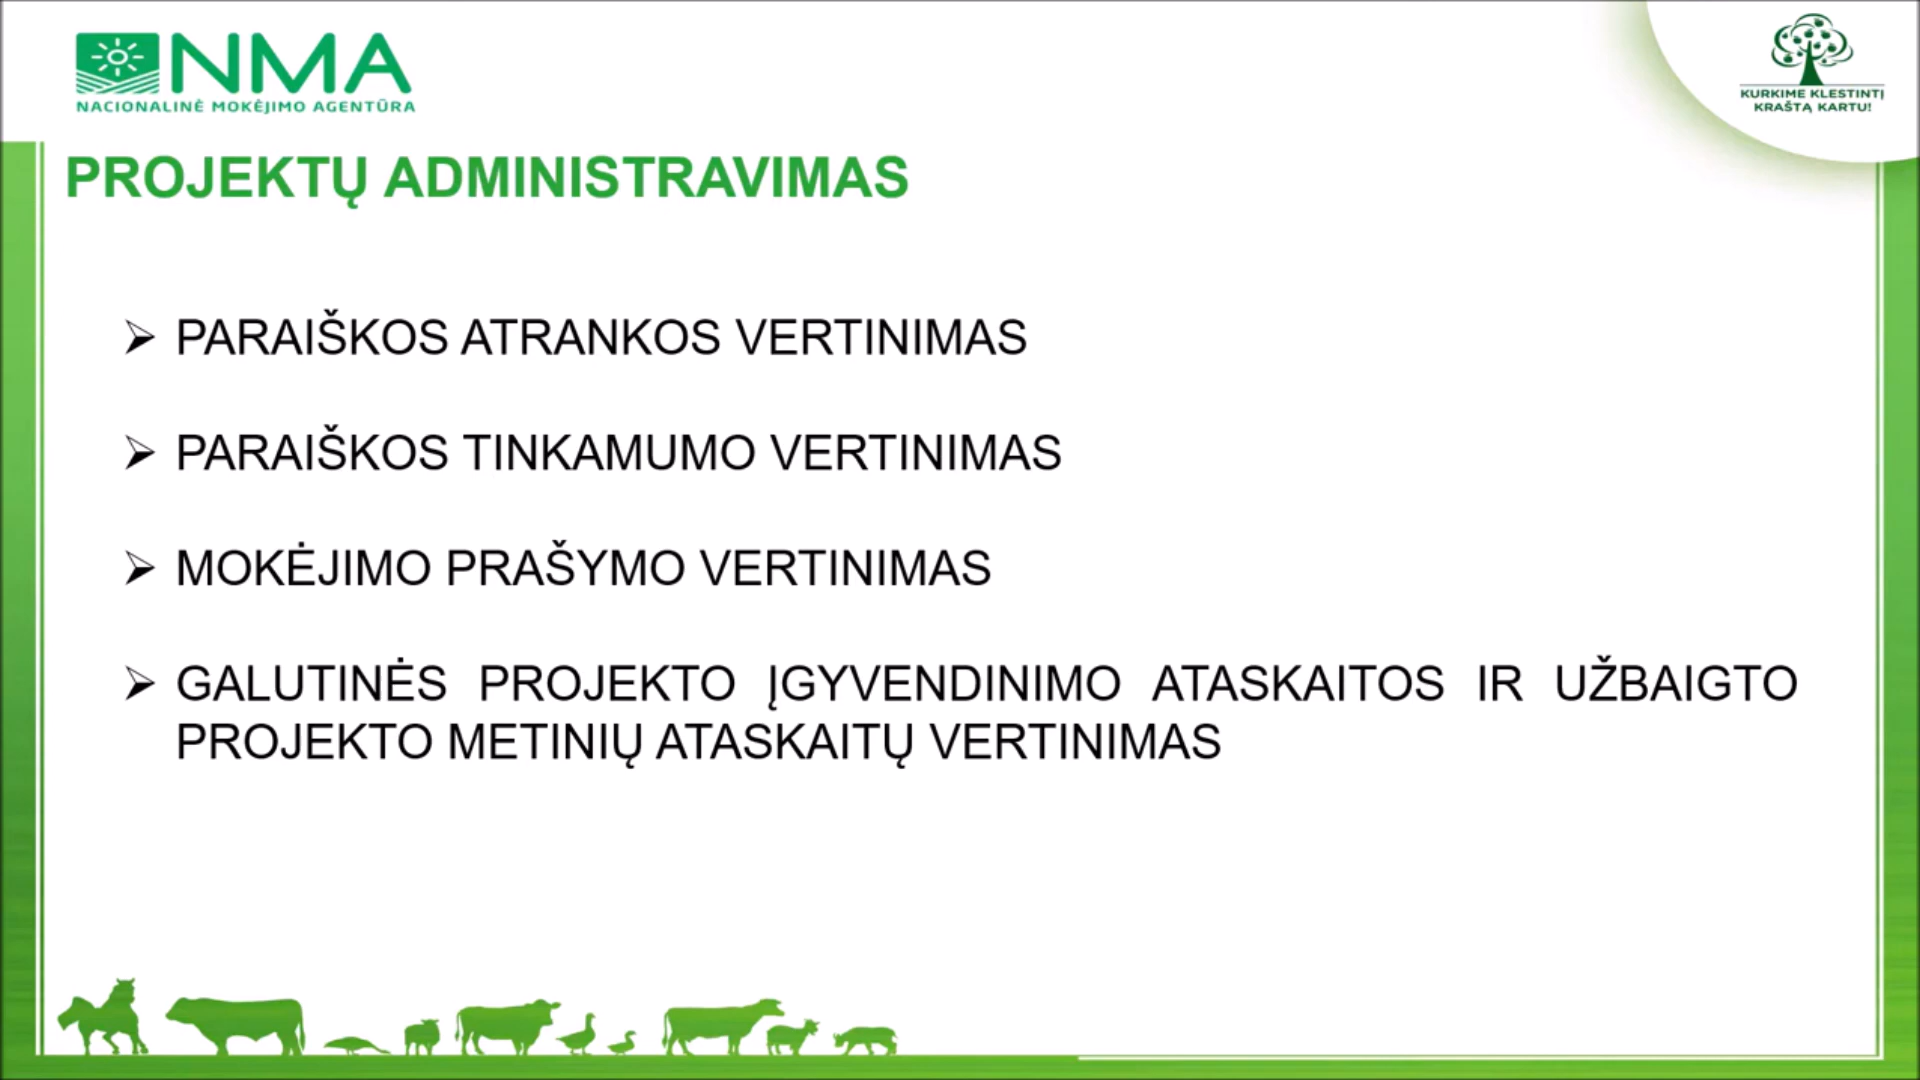 NMA
NACIONALINĖ MOKĖJIMO AGENTŪRA
KURKIME KLESTINTĮ
KRAŠTĄ KARTU!
PROJEKTŲ ADMINISTRAVIMAS
➢ PARAIŠKOS ATRANKOS VERTINIMAS
➢ PARAIŠKOS TINKAMUMO VERTINIMAS
➢ MOKĖJIMO PRAŠYMO VERTINIMAS
➢ GALUTINĖS PROJEKTO ĮGYVENDINIMO ATASKAITOS IR UŽBAIGTO
PROJEKTO METINIŲ ATASKAITŲ VERTINIMAS